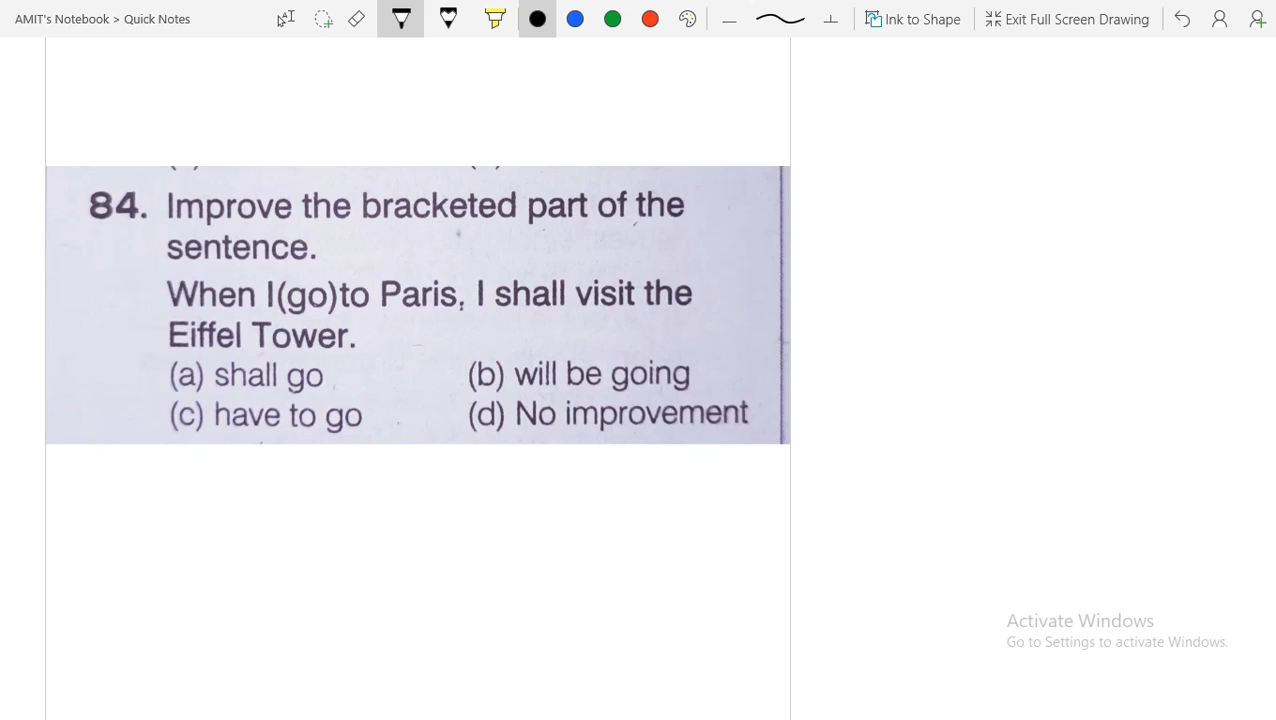 AMIT's Notebook > Quick Notes
Ink to Shape
Exit Full Screen Drawing
84. Improve the bracketed part of the
sentence.
When I(go)to Paris, I shall visit the
Eiffel Tower.
(a) shall go (b) will be going
(c) have to go (d) No improvement
Activate Windows
Go to Settings to activate Windows.